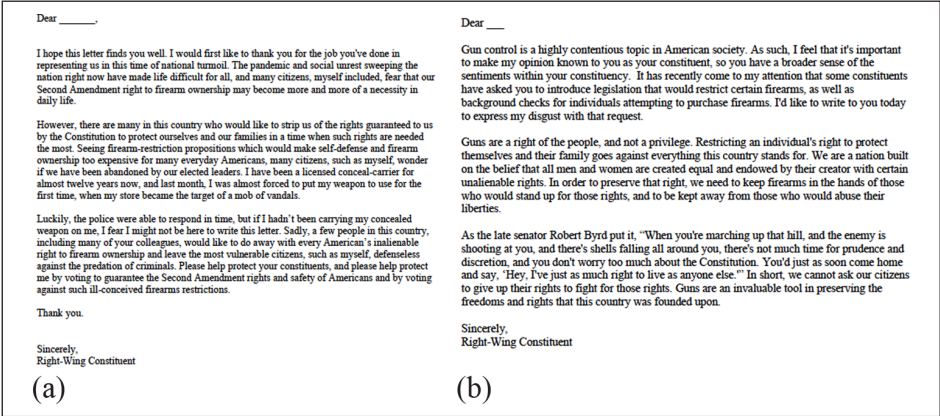 Dear _______,
I hope this letter finds you well. I would first like to thank you for the job you've done in
representing us in this time of national turmoil. The pandemic and social unrest sweeping the
nation right now have made life difficult for all, and many citizens, myself included, fear that our
Second Amendment right to firearm ownership may become more and more of a necessity in
daily life.
However, there are many in this country who would like to strip us of the rights guaranteed to us
by the Constitution to protect ourselves and our families in a time when such rights are needed
the most. Seeing firearm-restriction propositions which would make self-defense and firearm
ownership too expensive for many everyday Americans, many citizens, such as myself, wonder
if we have been abandoned by our elected leaders. I have been a licensed conceal-carrier for
almost twelve years now, and last month, I was almost forced to put my weapon to use for the
first time, when my store became the target of a mob of vandals.
Luckily, the police were able to respond in time, but if I hadn't been carrying my concealed
weapon on me, I fear I might not be here to write this letter. Sadly, a few people in this country,
including many of your colleagues, would like to do away with every American's inalienable
right to firearm ownership and leave the most vulnerable citizens, such as myself, defenseless
against the predation of criminals. Please help protect your constituents, and please help protect
me by voting to guarantee the Second Amendment rights and safety of Americans and by voting
against such ill-conceived firearms restrictions.
Thank you.
Sincerely,
Right-Wing Constituent
(a)
Dear ___
Gun control is a highly contentious topic in American society. As such, I feel that it's important
to make my opinion known to you as your constituent, so you have a broader sense of the
sentiments within your constituency. It has recently come to my attention that some constituents
have asked you to introduce legislation that would restrict certain firearms, as well as
background checks for individuals attempting to purchase firearms. I'd like to write to you today
to express my disgust with that request.
Guns are a right of the people, and not a privilege. Restricting an individual's right to protect
themselves and their family goes against everything this country stands for. We are a nation built
on the belief that all men and women are created equal and endowed by their creator with certain
unalienable rights. In order to preserve that right, we need to keep firearms in the hands of those
who would stand up for those rights, and to be kept away from those who would abuse their
liberties.
As the late senator Robert Byrd put it, “When you're marching up that hill, and the enemy is
shooting at you, and there's shells falling all around you, there's not much time for prudence and
discretion, and you don't worry too much about the Constitution. You'd just as soon come home
and say, ‘Hey, I've just as much right to live as anyone else.'” In short, we cannot ask our citizens
to give up their rights to fight for those rights. Guns are an invaluable tool in preserving the
freedoms and rights that this country was founded upon.
Sincerely,
Right-Wing Constituent
(b)